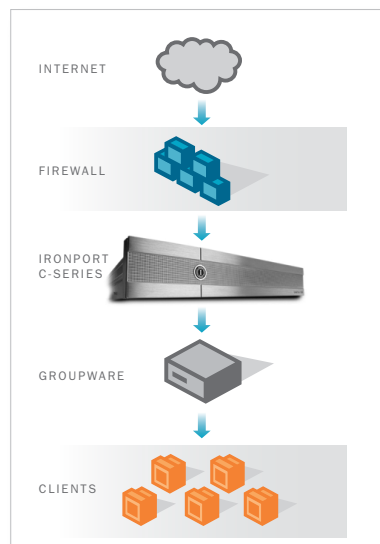 INTERNET
FIREWALL
IRONPORT
C-SERIES
GROUPWARE
CLIENTS